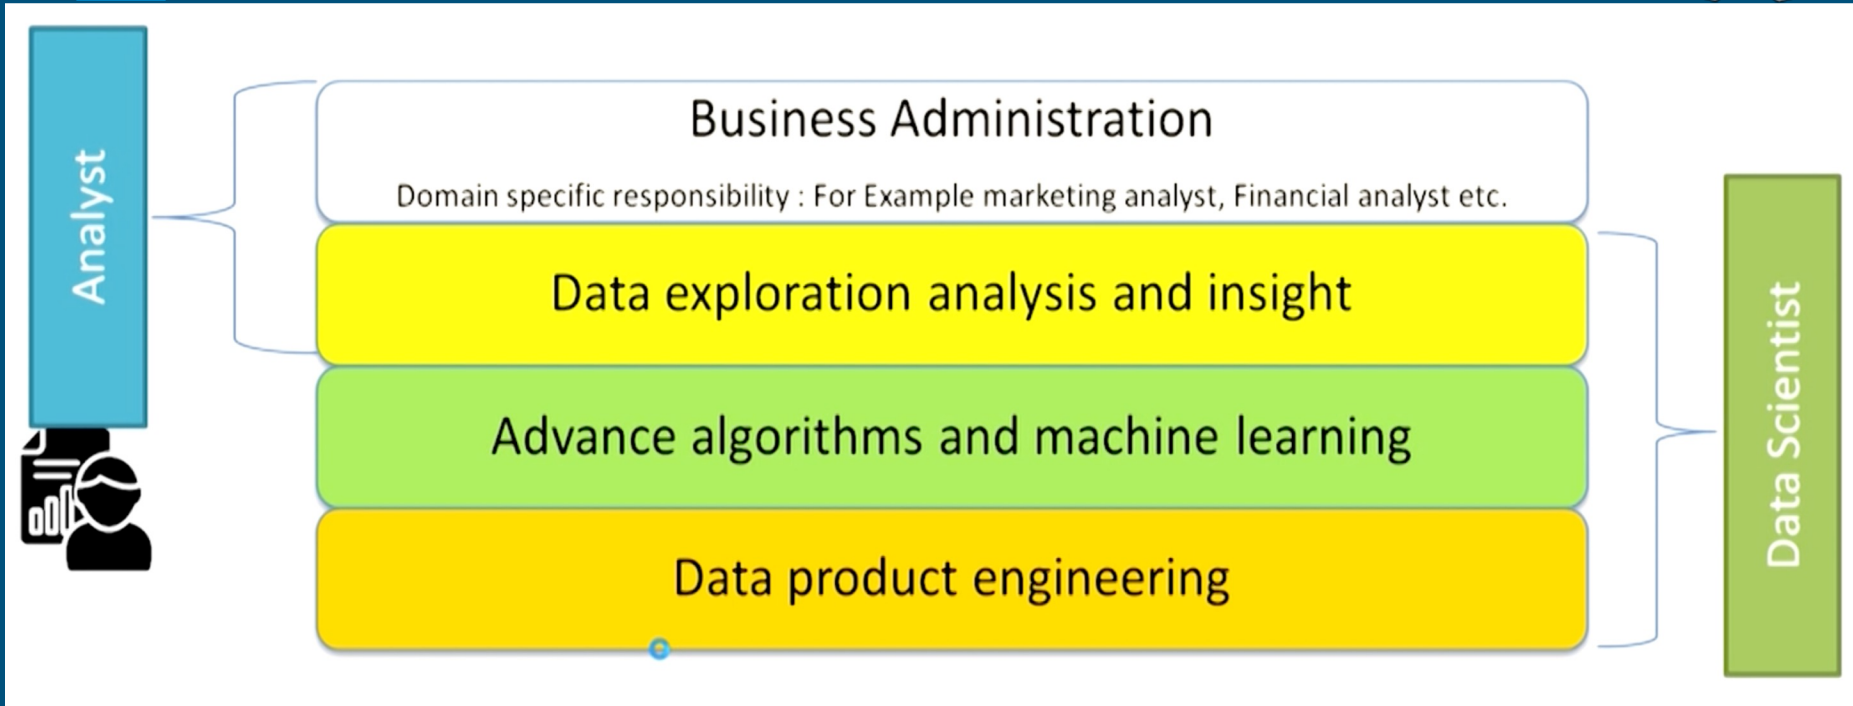 Analyst
Business Administration
Domain specific responsibility : For Example marketing analyst, Financial analyst etc.
Data exploration analysis and insight
Advance algorithms and machine learning
Data product engineering
Data Scientist